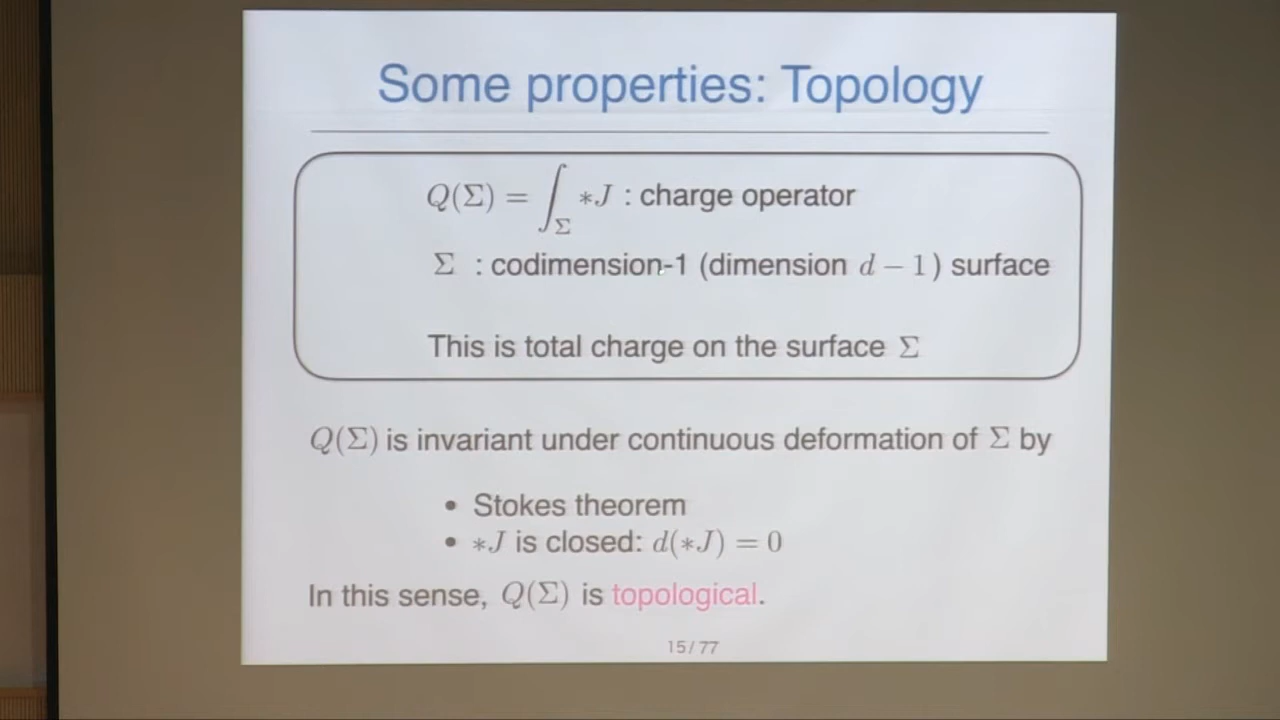 Some properties: Topology
Q(Σ) = ∫_Σ *J : charge operator
Σ : codimension-1 (dimension d − 1) surface
This is total charge on the surface Σ
Q(Σ) is invariant under continuous deformation of Σ by
• Stokes theorem
• *J is closed: d(*J) = 0
In this sense, Q(Σ) is topological.
15 / 77